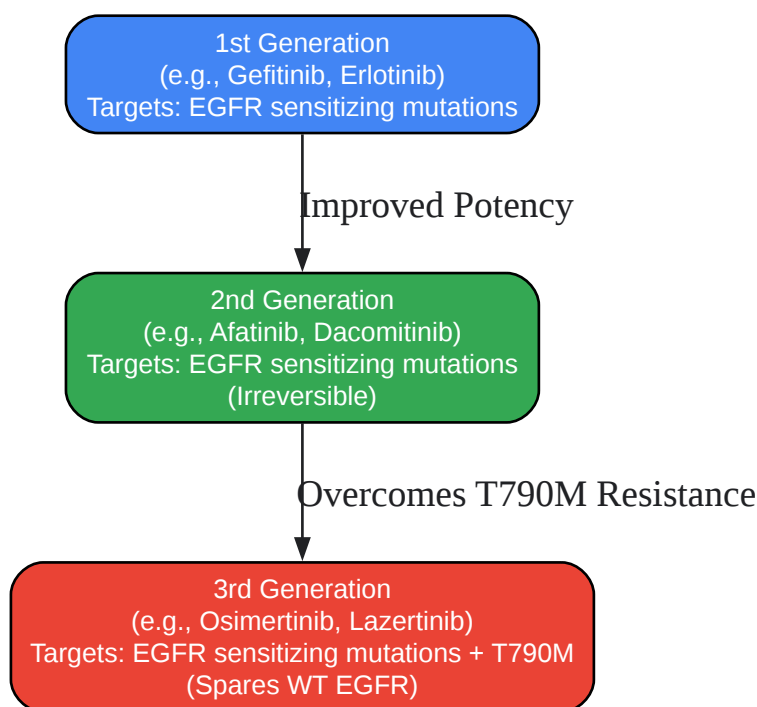 1st Generation
(e.g., Gefitinib, Erlotinib)
Targets: EGFR sensitizing mutations
Improved Potency
2nd Generation
(e.g., Afatinib, Dacomitinib)
Targets: EGFR sensitizing mutations
(Irreversible)
Overcomes T790M Resistance
3rd Generation
(e.g., Osimertinib, Lazertinib)
Targets: EGFR sensitizing mutations + T790M
(Spares WT EGFR)